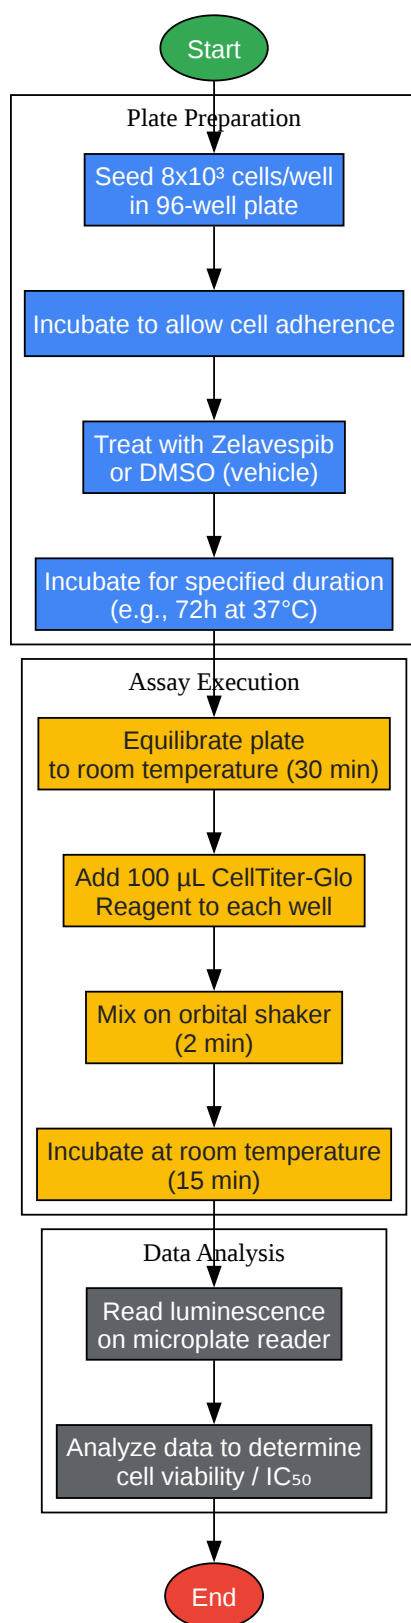 Start
Plate Preparation
Seed 8x10³ cells/well
in 96-well plate
Incubate to allow cell adherence
Treat with Zelavespib
or DMSO (vehicle)
Incubate for specified duration
(e.g., 72h at 37°C)
Assay Execution
Equilibrate plate
to room temperature (30 min)
Add 100 µL CellTiter-Glo
Reagent to each well
Mix on orbital shaker
(2 min)
Incubate at room temperature
(15 min)
Data Analysis
Read luminescence
on microplate reader
Analyze data to determine
cell viability / IC₅₀
End